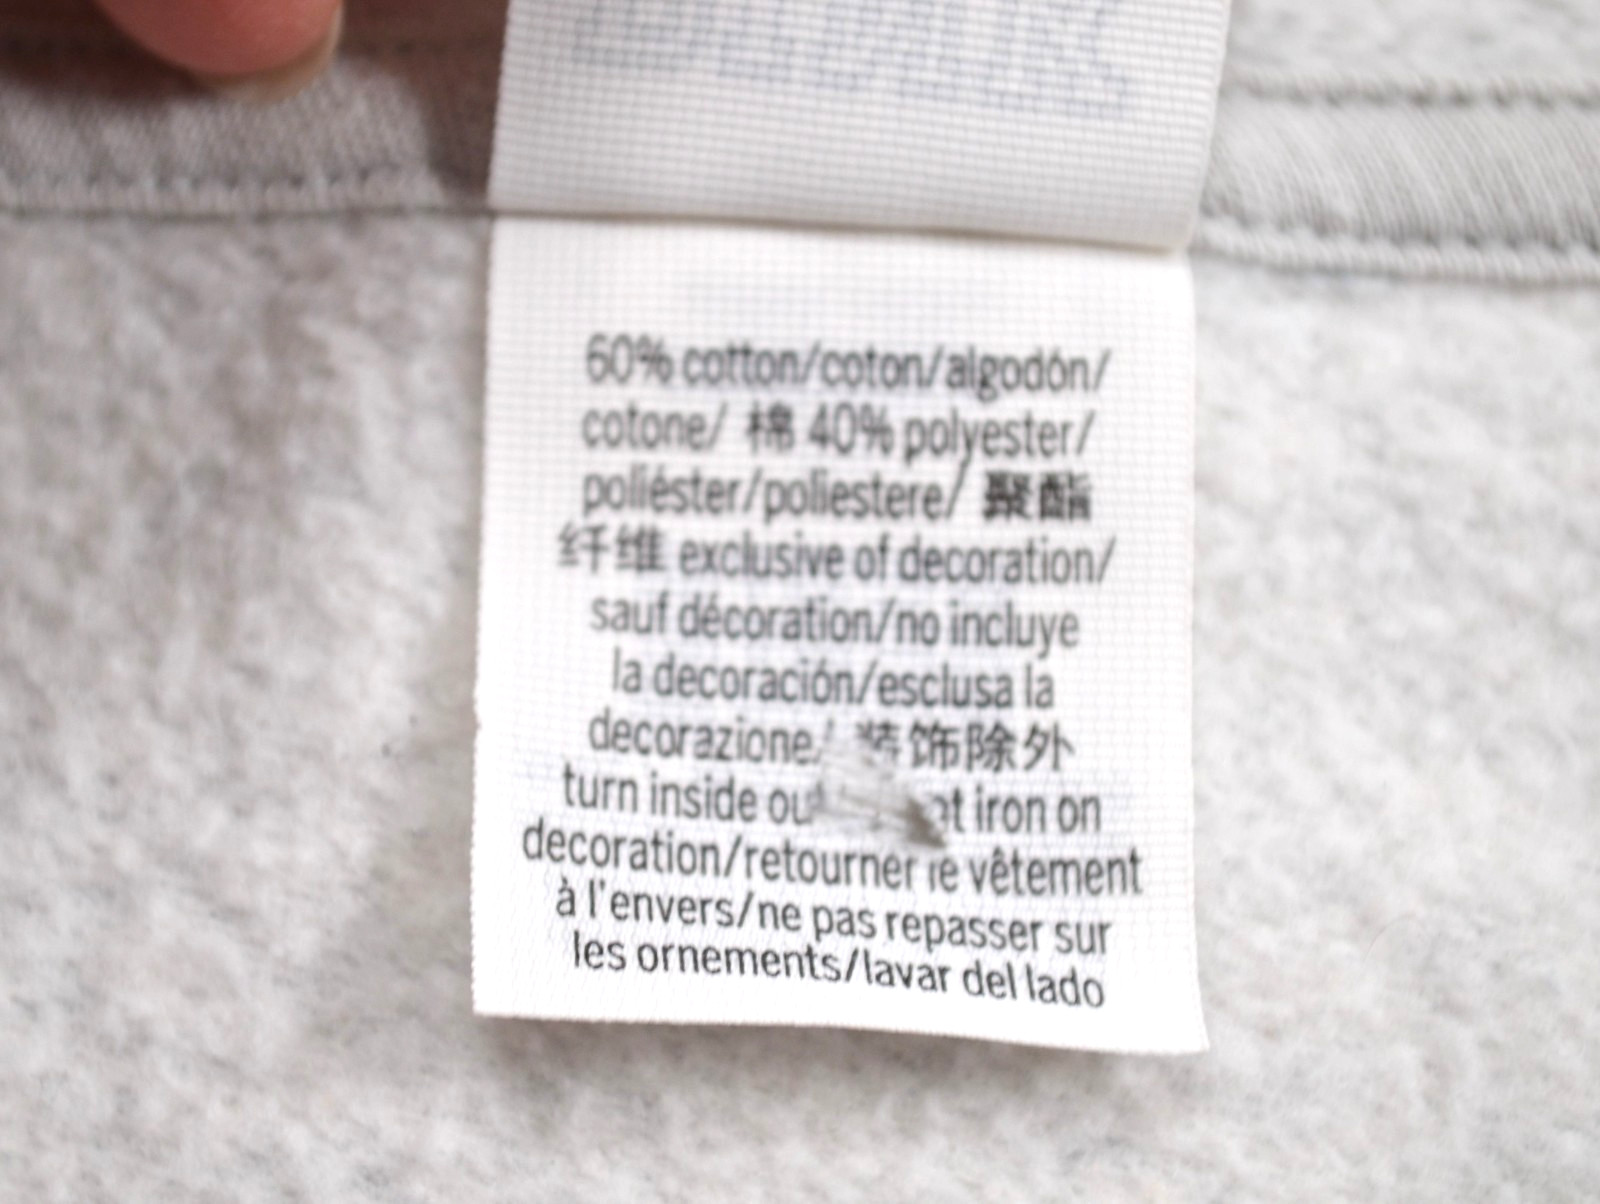 60% cotton/coton/algodón/
cotone/ 棉 40% polyester/
poliéster/poliestere/ 聚酯
纤维 exclusive of decoration/
sauf décoration/no incluye
la decoración/esclusa la
decorazione/ 装饰除外
turn inside iron on
decoration/retourner le vêtement
à l'envers/ne pas repasser sur
les ornements/lavar del lado